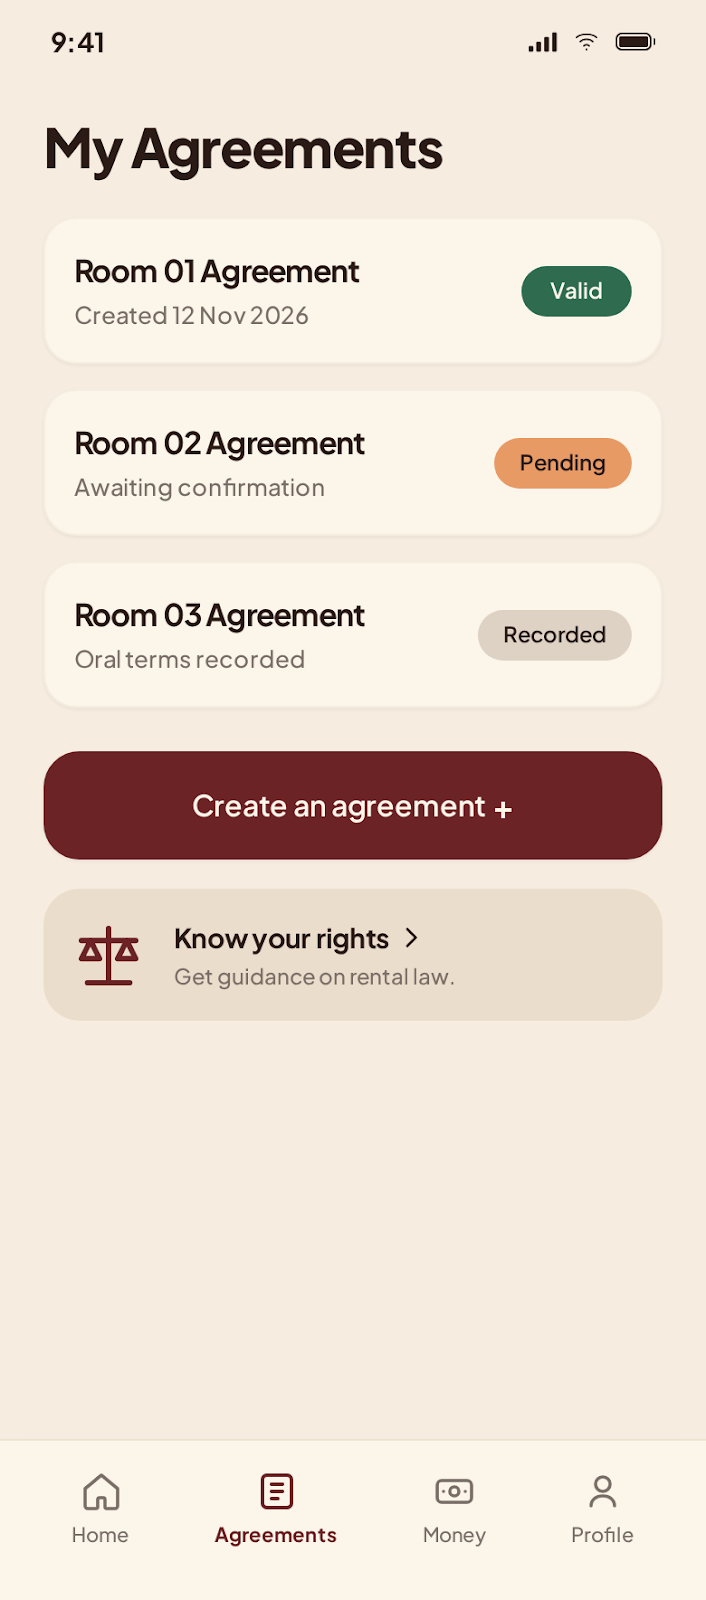 9:41
My Agreements
Room 01 Agreement
Created 12 Nov 2026
Valid
Room 02 Agreement
Awaiting confirmation
Pending
Room 03 Agreement
Oral terms recorded
Recorded
Create an agreement +
Know your rights >
Get guidance on rental law.
Home
Agreements
Money
Profile